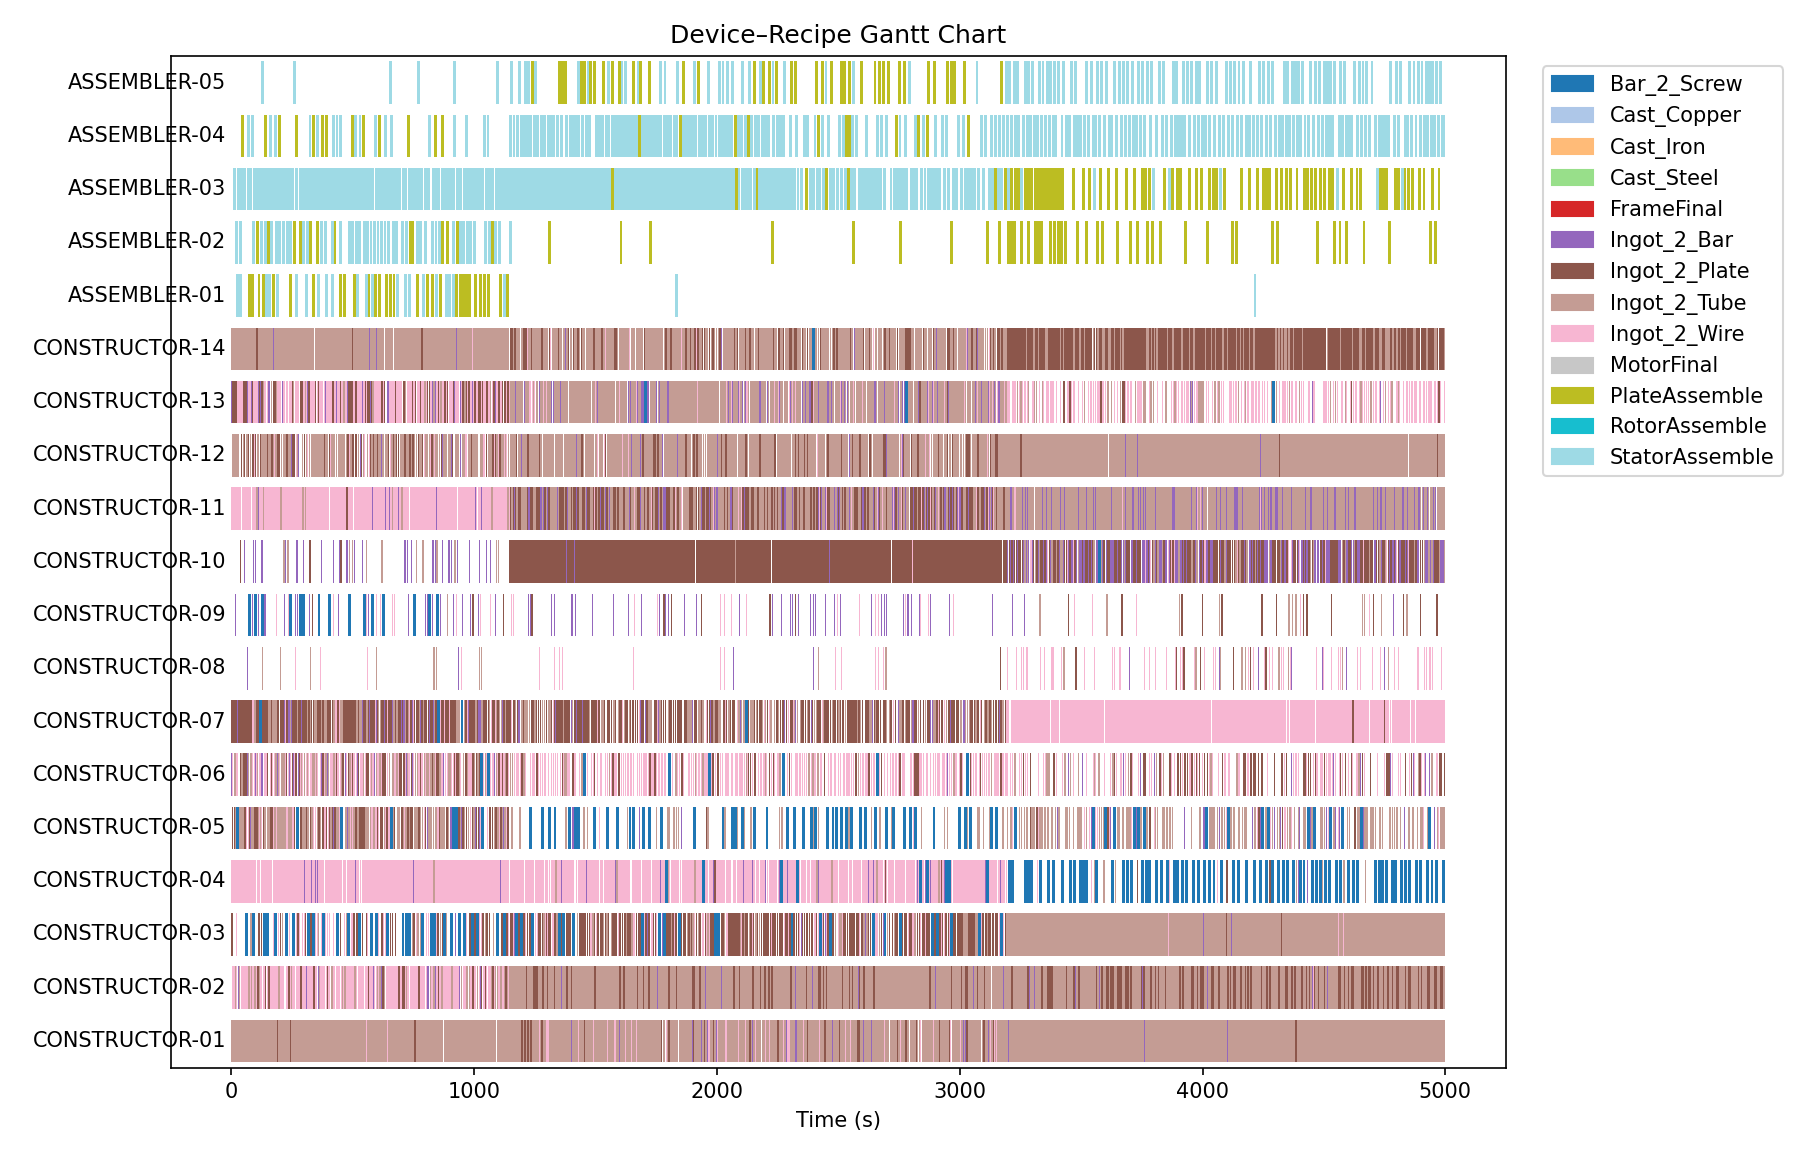 Device–Recipe Gantt Chart
ASSEMBLER-05
ASSEMBLER-04
ASSEMBLER-03
ASSEMBLER-02
ASSEMBLER-01
CONSTRUCTOR-14
CONSTRUCTOR-13
CONSTRUCTOR-12
CONSTRUCTOR-11
CONSTRUCTOR-10
CONSTRUCTOR-09
CONSTRUCTOR-08
CONSTRUCTOR-07
CONSTRUCTOR-06
CONSTRUCTOR-05
CONSTRUCTOR-04
CONSTRUCTOR-03
CONSTRUCTOR-02
CONSTRUCTOR-01
0 1000 2000 3000 4000 5000
Time (s)
Bar_2_Screw
Cast_Copper
Cast_Iron
Cast_Steel
FrameFinal
Ingot_2_Bar
Ingot_2_Plate
Ingot_2_Tube
Ingot_2_Wire
MotorFinal
PlateAssemble
RotorAssemble
StatorAssemble